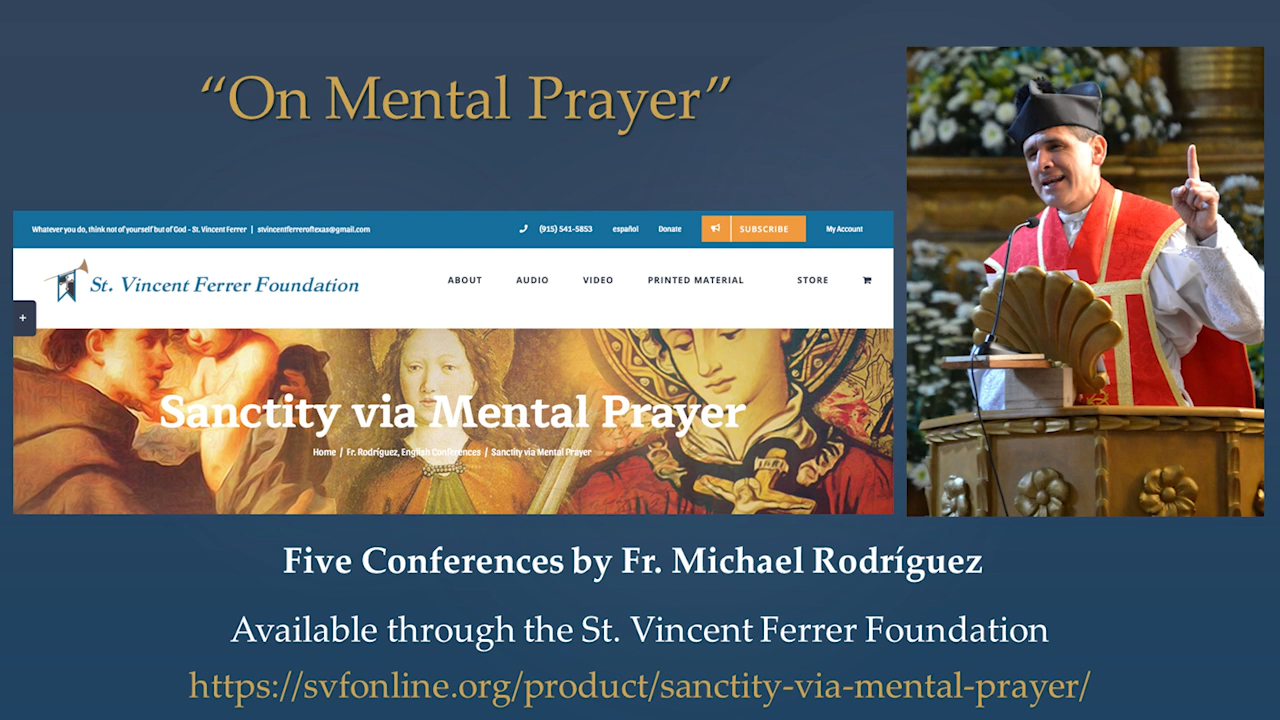 “On Mental Prayer”
Whatever you do, think not of yourself but of God - St. Vincent Ferrer | stvincentferreroftexas@gmail.com
(915) 541-5853 español Donate SUBSCRIBE My Account
St. Vincent Ferrer Foundation
ABOUT AUDIO VIDEO PRINTED MATERIAL STORE
+
Sanctity via Mental Prayer
Home / Fr. Rodríguez, English Conferences / Sanctity via Mental Prayer
Five Conferences by Fr. Michael Rodríguez
Available through the St. Vincent Ferrer Foundation
https://svfonline.org/product/sanctity-via-mental-prayer/